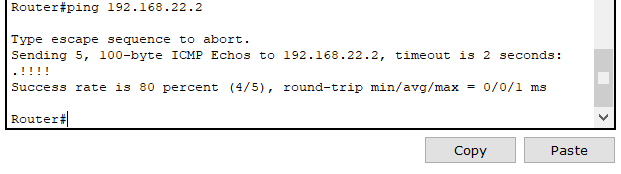 Router#ping 192.168.22.2
Type escape sequence to abort.
Sending 5, 100-byte ICMP Echos to 192.168.22.2, timeout is 2 seconds:
.!!!!
Success rate is 80 percent (4/5), round-trip min/avg/max = 0/0/1 ms
Router#
Copy
Paste